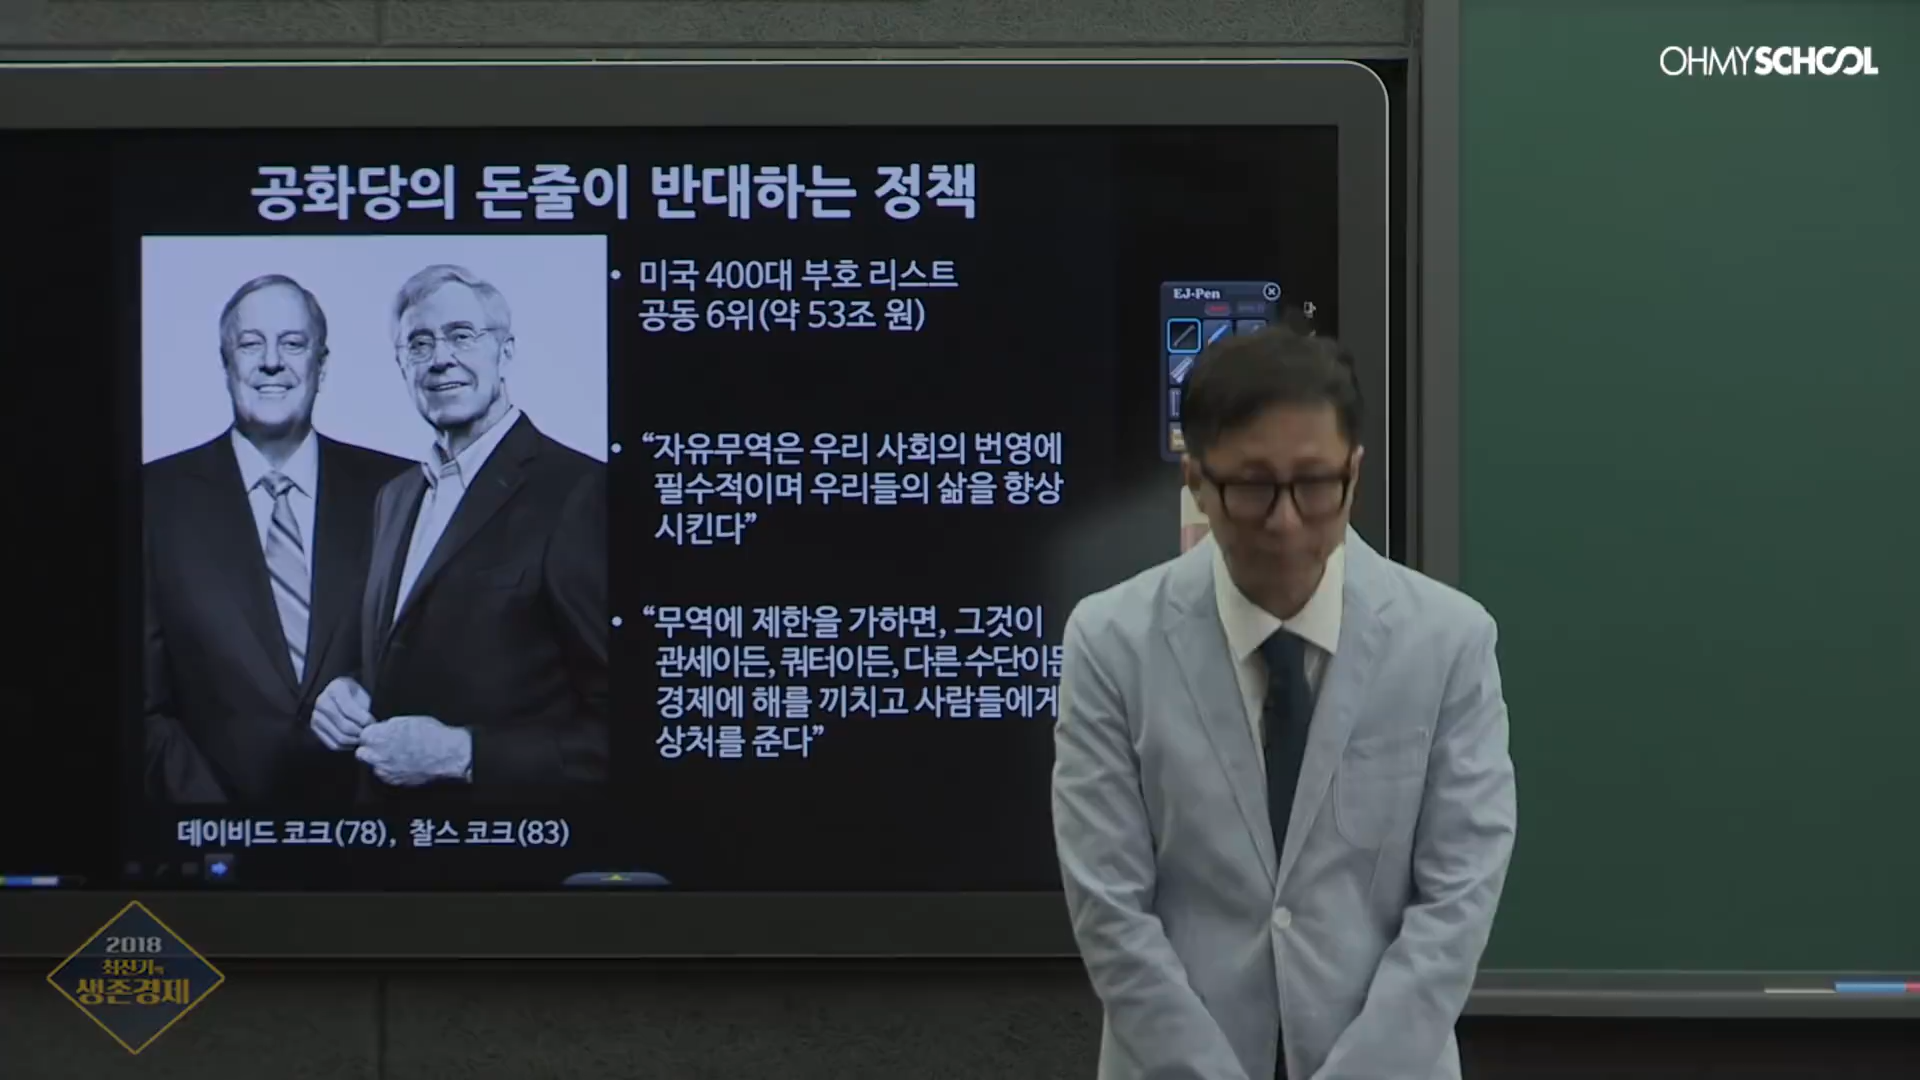 OHMYSCHOOL
공화당의 돈줄이 반대하는 정책
• 미국 400대 부호 리스트
공동 6위(약 53조 원)
EJ-Pen
• “자유무역은 우리 사회의 번영에
필수적이며 우리들의 삶을 향상
시킨다”
• “무역에 제한을 가하면, 그것이
관세이든, 쿼터이든, 다른 수단이든
경제에 해를 끼치고 사람들에게
상처를 준다”
데이비드 코크(78), 찰스 코크(83)
2018
최진기의
생존경제